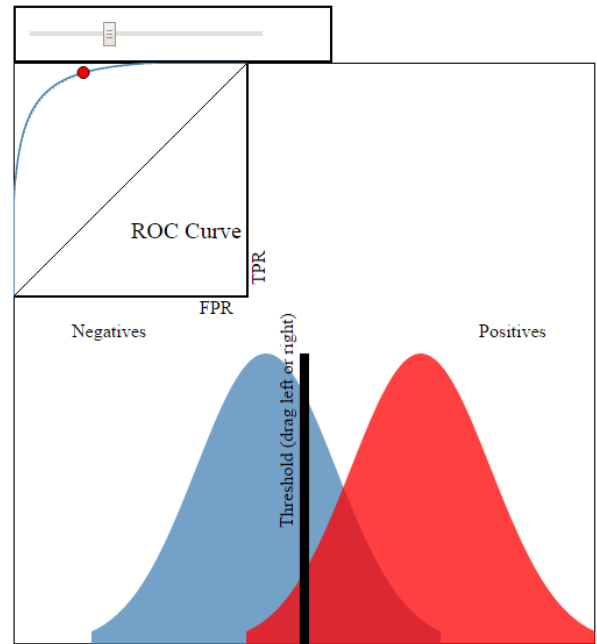 ROC Curve
TPR
FPR
Negatives
Positives
Threshold (drag left or right)